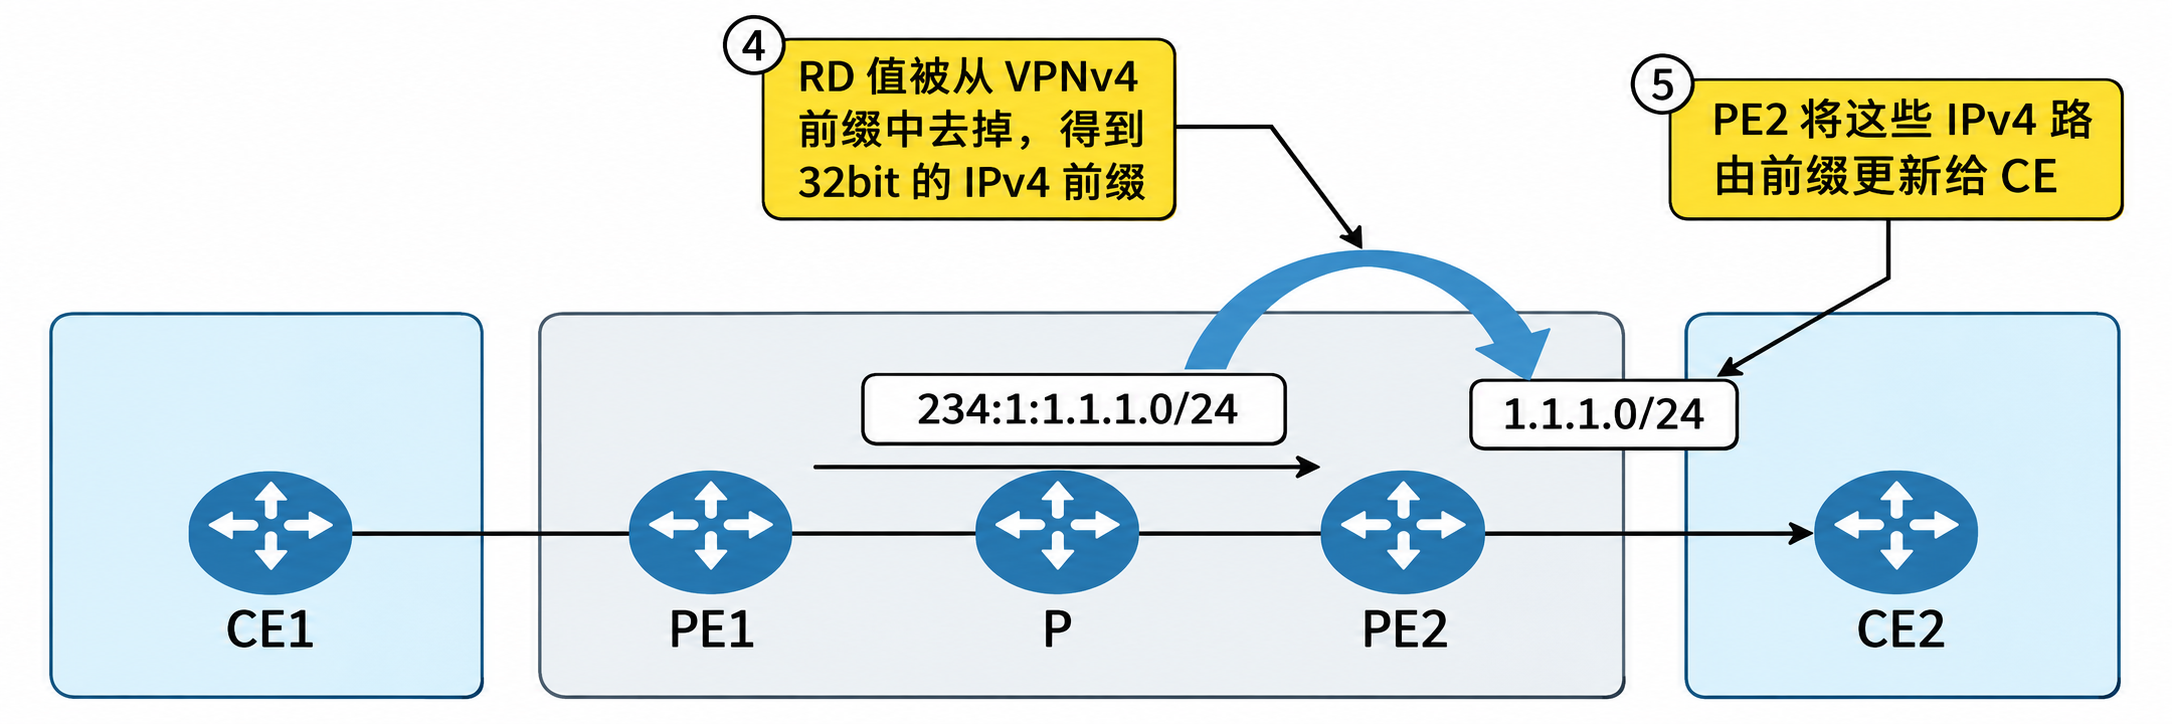 ④
RD 值被从 VPNv4
前缀中去掉，得到
32bit 的 IPv4 前缀
⑤
PE2 将这些 IPv4 路
由前缀更新给 CE
234:1:1.1.1.0/24
1.1.1.0/24
CE1
PE1
P
PE2
CE2